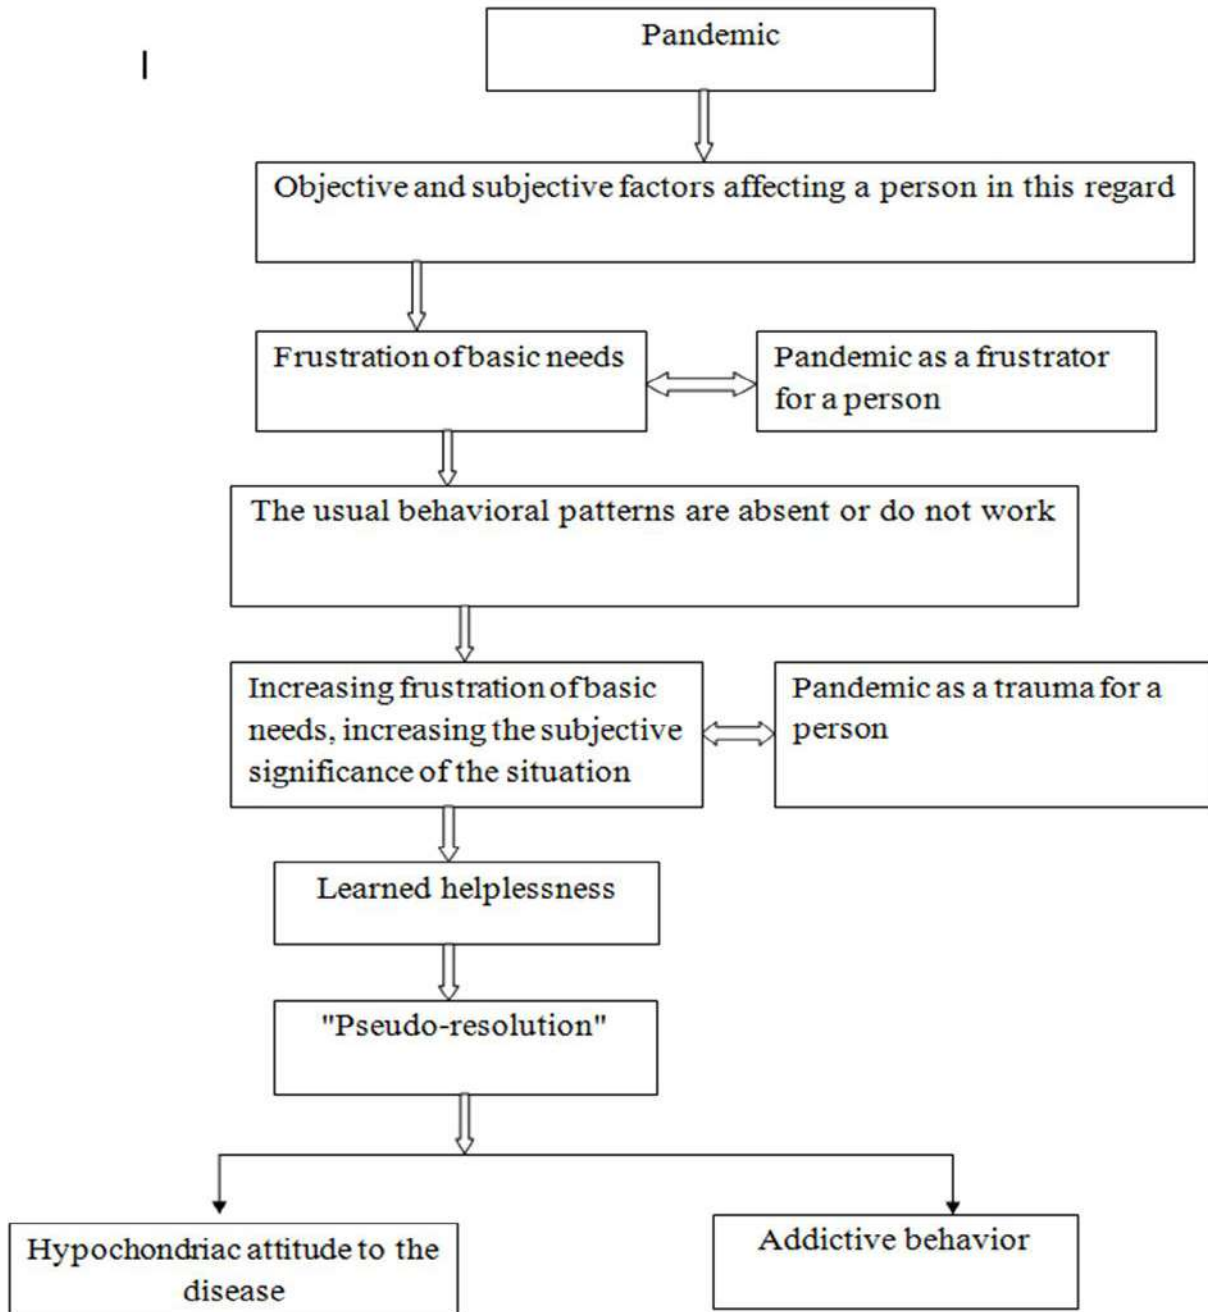 Pandemic
Objective and subjective factors affecting a person in this regard
Frustration of basic needs
Pandemic as a frustrator
for a person
The usual behavioral patterns are absent or do not work
Increasing frustration of basic
needs, increasing the subjective
significance of the situation
Pandemic as a trauma for a
person
Learned helplessness
"Pseudo-resolution"
Hypochondriac attitude to the
disease
Addictive behavior